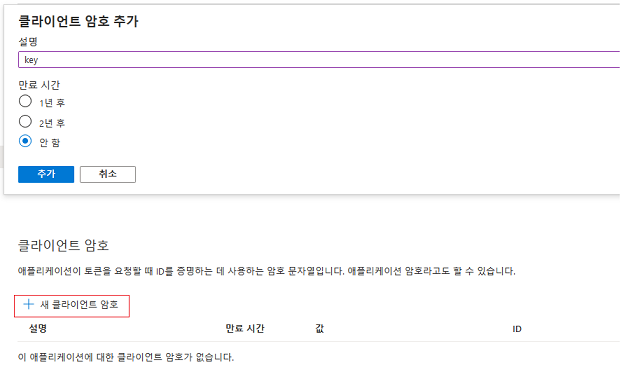 클라이언트 암호 추가
설명
key
만료 시간
1년 후
2년 후
안 함
추가 취소
클라이언트 암호
애플리케이션이 토큰을 요청할 때 ID를 증명하는 데 사용하는 암호 문자열입니다. 애플리케이션 암호라고도 할 수 있습니다.
새 클라이언트 암호
설명 만료 시간 값 ID
이 애플리케이션에 대한 클라이언트 암호가 없습니다.